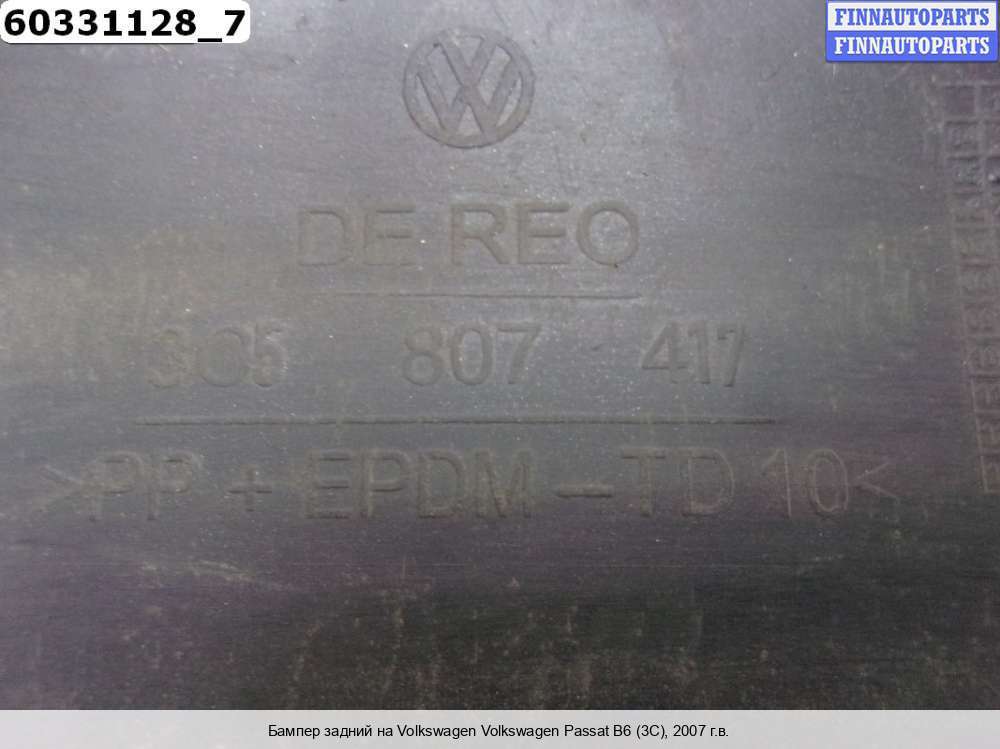 60331128_7
FINNAUTOPARTS
FINNAUTOPARTS
DE REO
3C5 807 417
>PP + EPDM - TD 10<
Бампер задний на Volkswagen Volkswagen Passat B6 (3C), 2007 г.в.